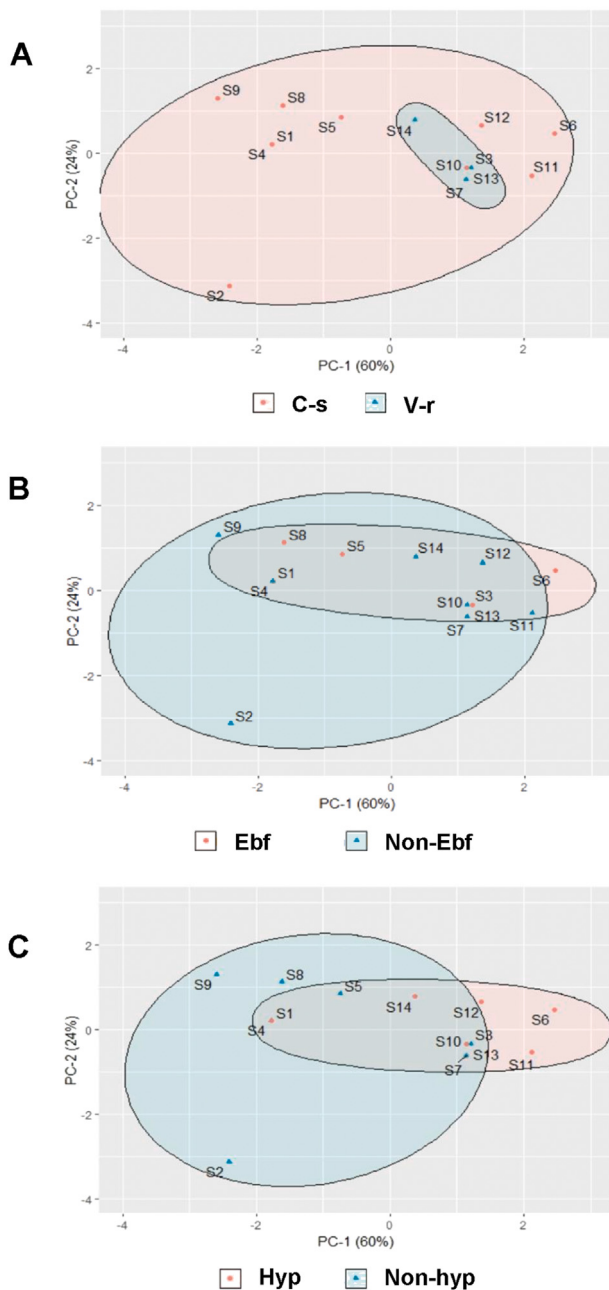 A
2
0
-2
-4
PC-2 (24%)
S9
S8
S1
S4
S5
S14
S12
S6
S10
S3
S13
S7
S11
S2
-4
-2
0
2
PC-1 (60%)
C-s
V-r
B
2
0
-2
-4
PC-2 (24%)
S9
S8
S5
S14
S12
S1
S4
S6
S10
S3
S13
S7
S11
S2
-4
-2
0
2
PC-1 (60%)
Ebf
Non-Ebf
C
2
0
-2
-4
PC-2 (24%)
S9
S8
S5
S1
S4
S14
S12
S6
S10
S3
S13
S7
S11
S2
-4
-2
0
2
PC-1 (60%)
Hyp
Non-hyp